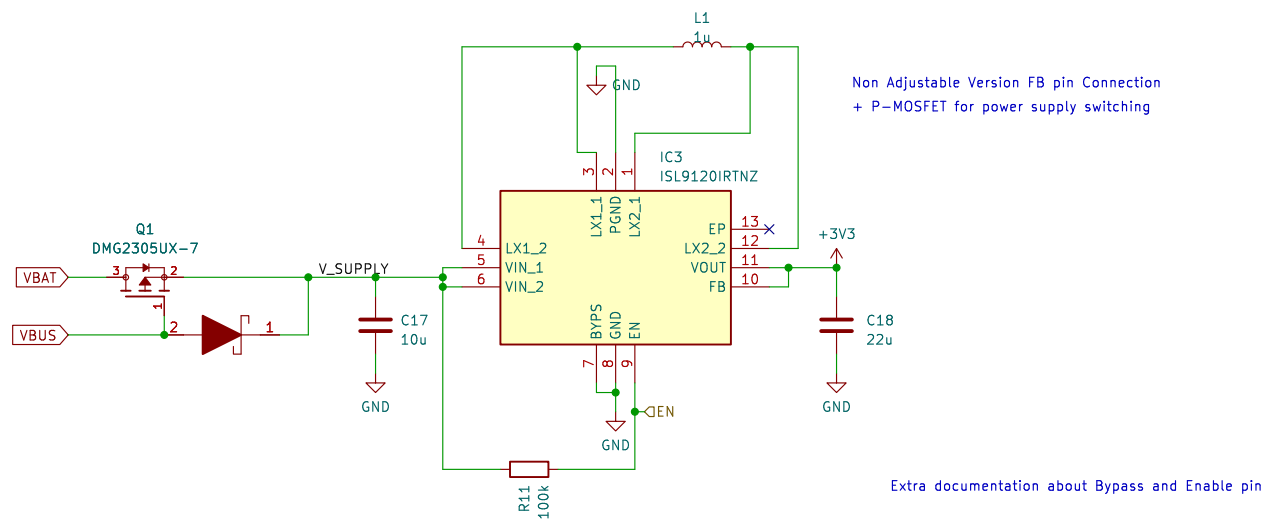 L1
1u
GND
Non Adjustable Version FB pin Connection
+ P-MOSFET for power supply switching
IC3
ISL9120IRTNZ
3
2
1
LX1_1
PGND
LX2_1
Q1
DMG2305UX-7
EP
13
+3V3
4
LX1_2
LX2_2
12
VBAT
3
2
V_SUPPLY
5
VIN_1
VOUT
11
6
VIN_2
FB
10
1
VBUS
2
1
C17
10u
BYPS
GND
EN
C18
22u
7
8
9
GND
GND
EN
GND
R11
100k
Extra documentation about Bypass and Enable pin